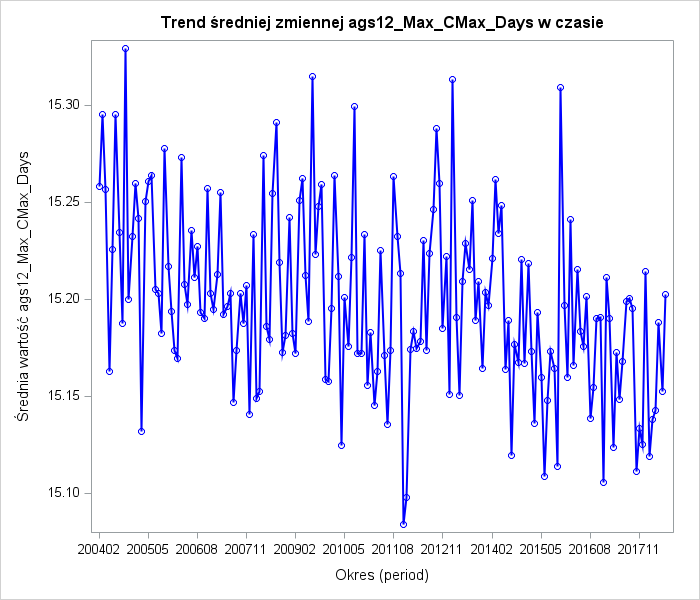 Trend średniej zmiennej ags12_Max_CMax_Days w czasie
Średnia wartość ags12_Max_CMax_Days
15.30
15.25
15.20
15.15
15.10
200402 200505 200608 200711 200902 201005 201108 201211 201402 201505 201608 201711
Okres (period)